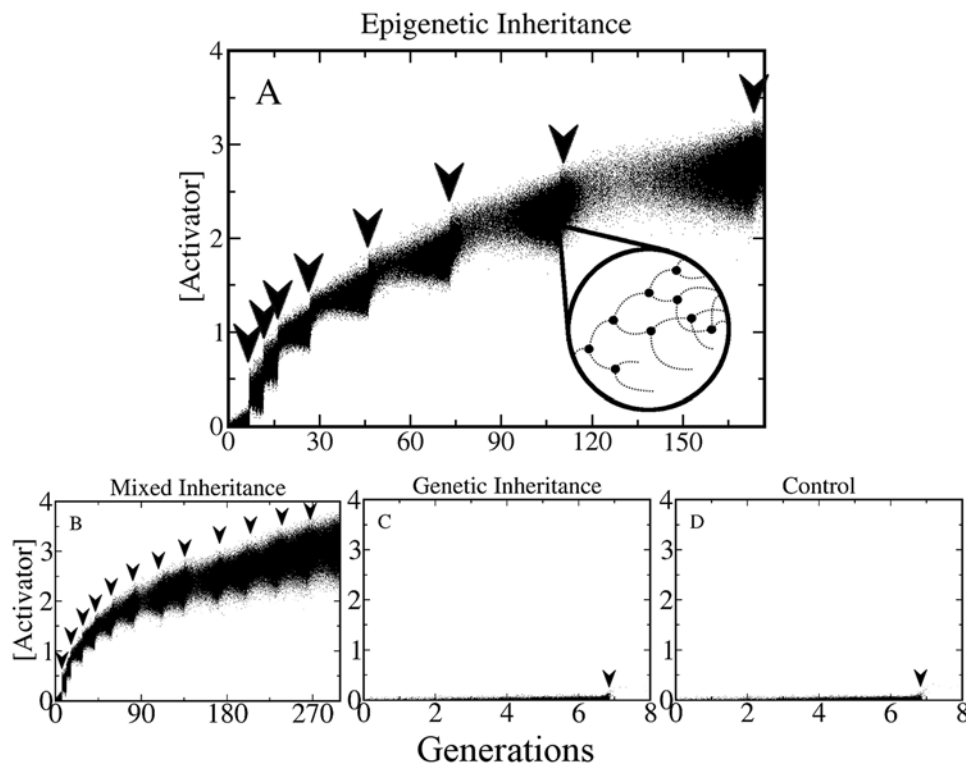 Epigenetic Inheritance
A
[Activator]
4
3
2
1
0
0 30 60 90 120 150
Mixed Inheritance
B
[Activator]
4
3
2
1
0
0 90 180 270
Genetic Inheritance
C
4
3
2
1
0
0 2 4 6 8
Control
D
4
3
2
1
0
0 2 4 6 8
Generations